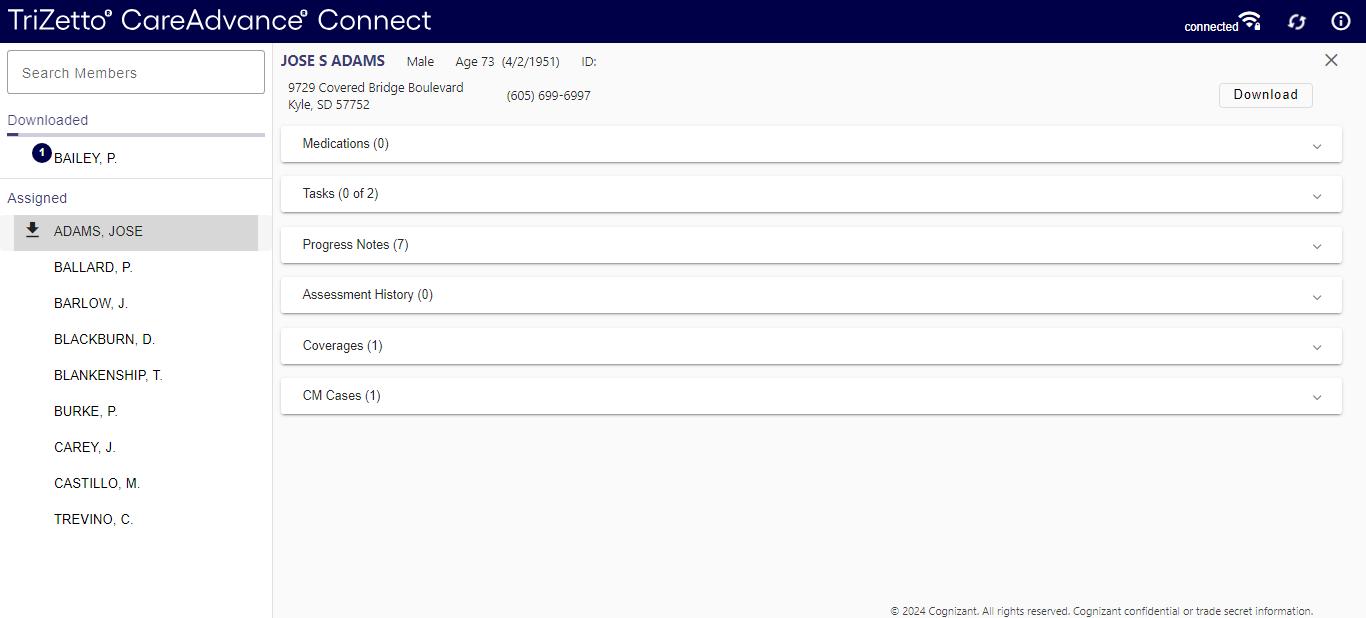 TriZetto® CareAdvance® Connect
connected
Search Members
Downloaded
1
BAILEY, P.
Assigned
ADAMS, JOSE
BALLARD, P.
BARLOW, J.
BLACKBURN, D.
BLANKENSHIP, T.
BURKE, P.
CAREY, J.
CASTILLO, M.
TREVINO, C.
JOSE S ADAMS Male Age 73 (4/2/1951) ID:
9729 Covered Bridge Boulevard
Kyle, SD 57752
(605) 699-6997
Download
Medications (0)
Tasks (0 of 2)
Progress Notes (7)
Assessment History (0)
Coverages (1)
CM Cases (1)
© 2024 Cognizant. All rights reserved. Cognizant confidential or trade secret information.